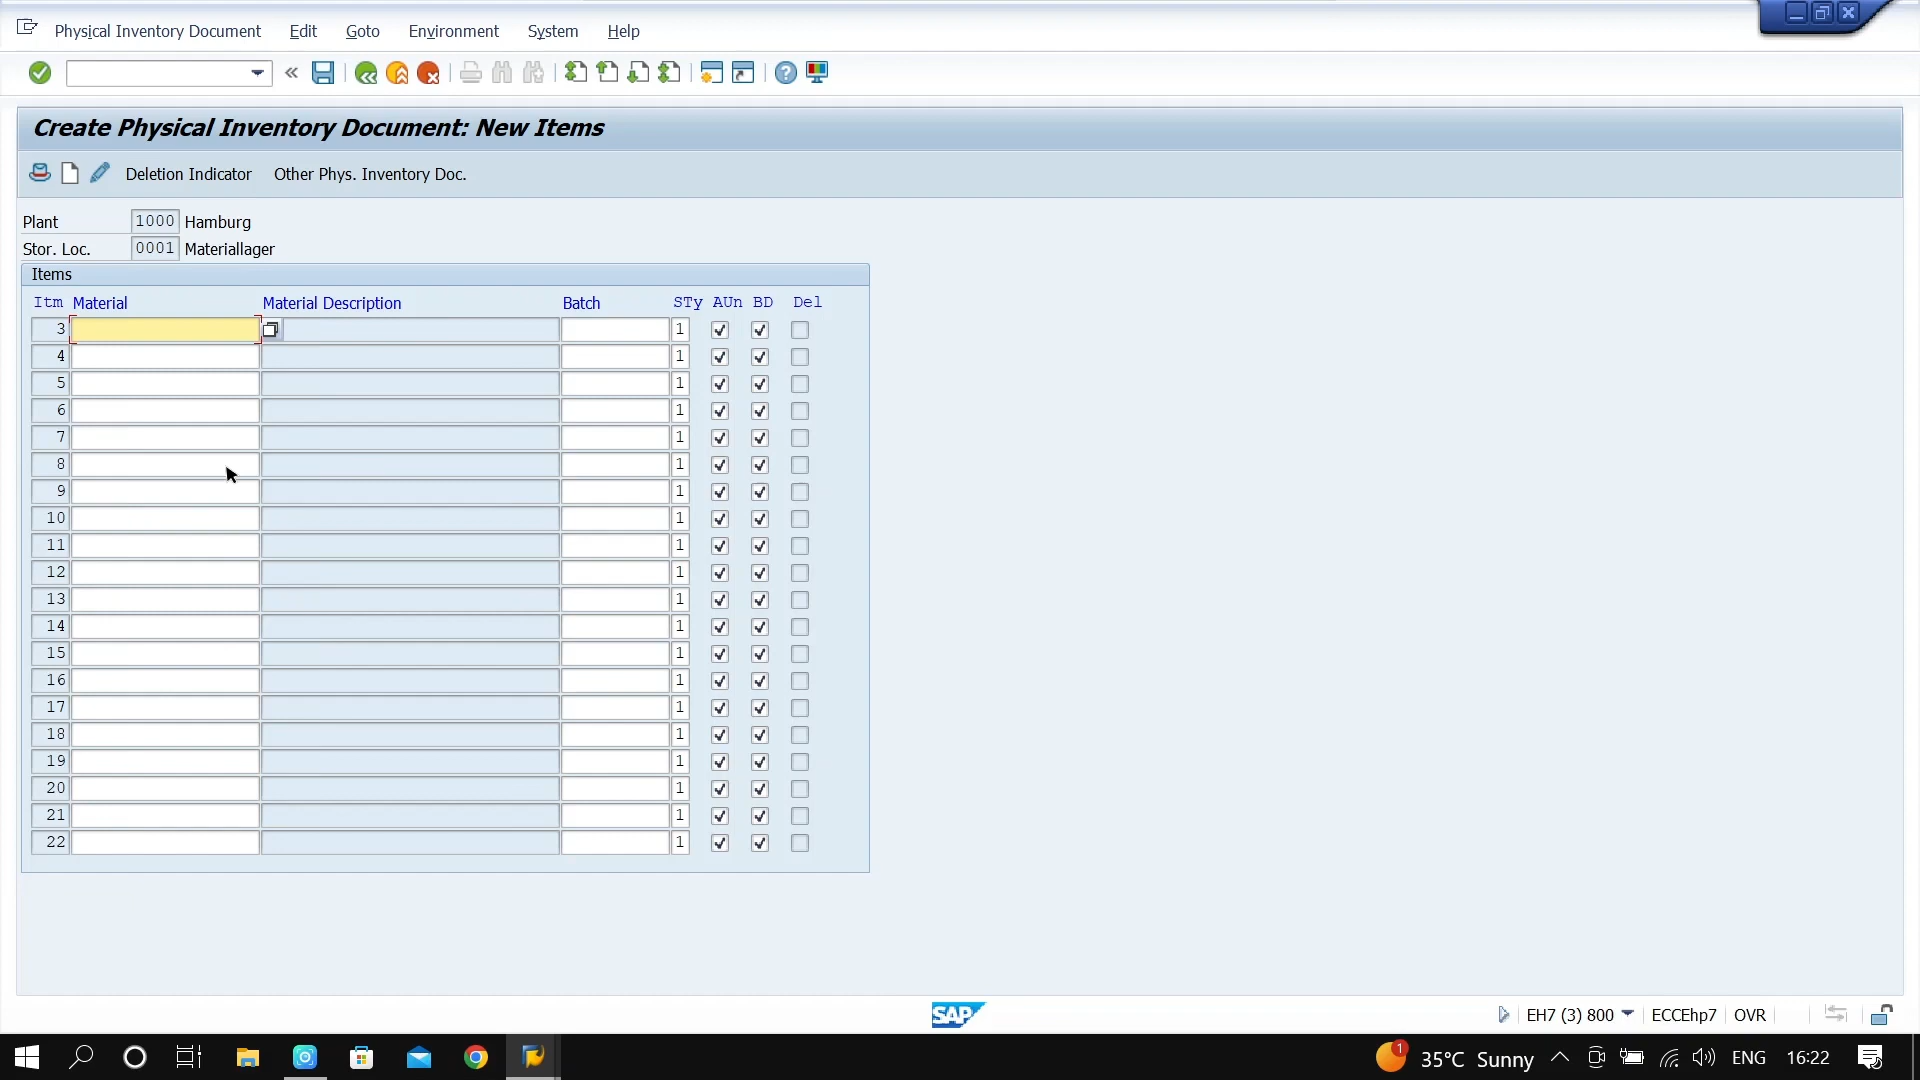 Physical Inventory Document Edit Goto Environment System Help
Create Physical Inventory Document: New Items
Deletion Indicator Other Phys. Inventory Doc.
Plant 1000 Hamburg
Stor. Loc. 0001 Materiallager
Items
Itm Material Material Description Batch STy AUn BD Del
3 1
4 1
5 1
6 1
7 1
8 1
9 1
10 1
11 1
12 1
13 1
14 1
15 1
16 1
17 1
18 1
19 1
20 1
21 1
22 1
SAP EH7 (3) 800 ECCEhp7 OVR
1 35°C Sunny ENG 16:22